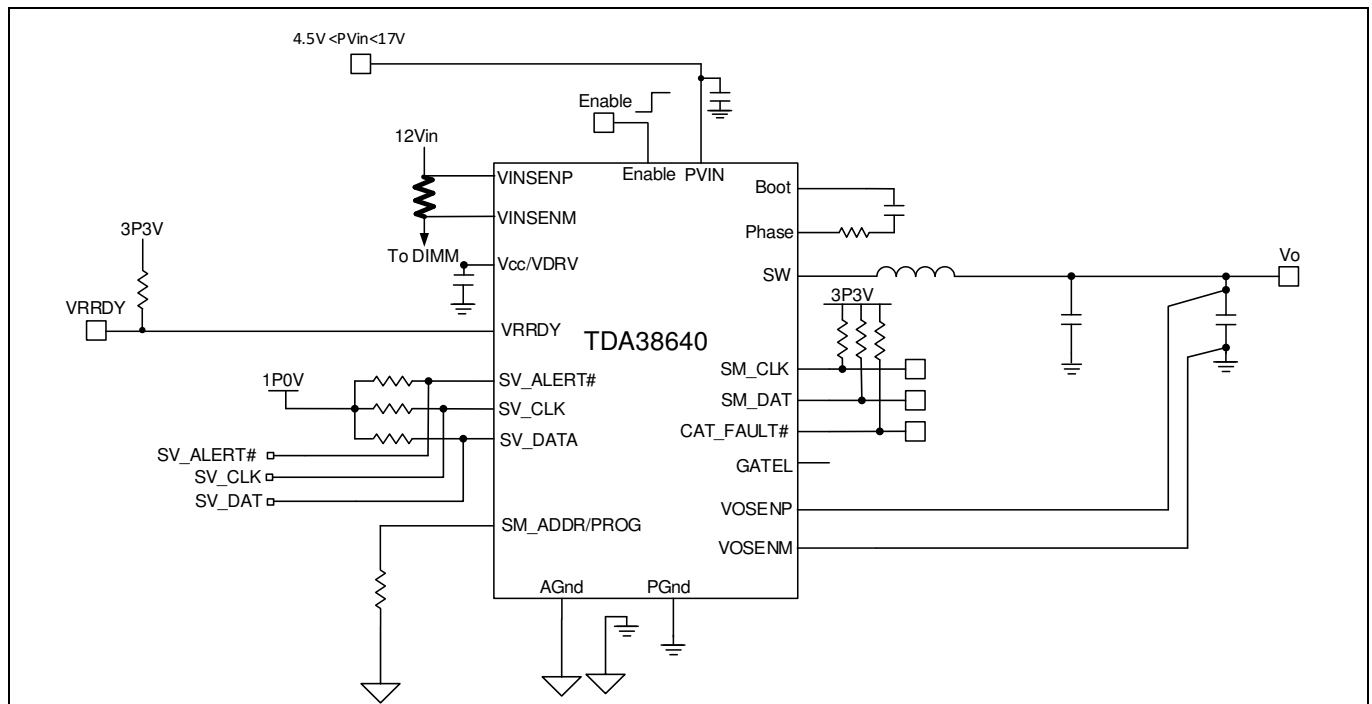 4.5V <PVin<17V
Enable
12Vin
Enable PVIN
VINSENP
Boot
VINSENM
Phase
3P3V
To DIMM
Vcc/VDRV
SW
Vo
3P3V
VRRDY
VRRDY
TDA38640
SM_CLK
1P0V
SV_ALERT#
SM_DAT
SV_CLK
CAT_FAULT#
SV_DATA
SV_ALERT#
GATEL
SV_CLK
SV_DAT
VOSENP
SM_ADDR/PROG
VOSENM
AGnd
PGnd